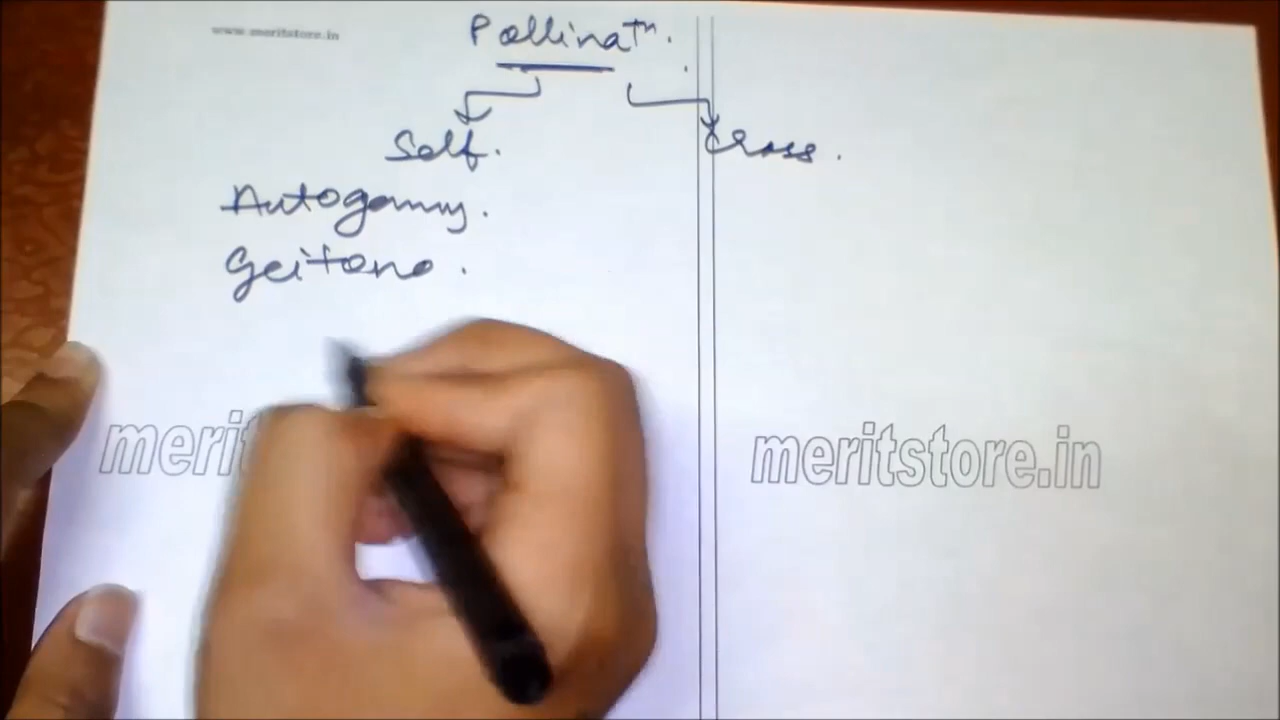 www.meritstore.in
Pollinatn.
Self.
Cross.
Autogamy.
Geitono.
merit
meritstore.in